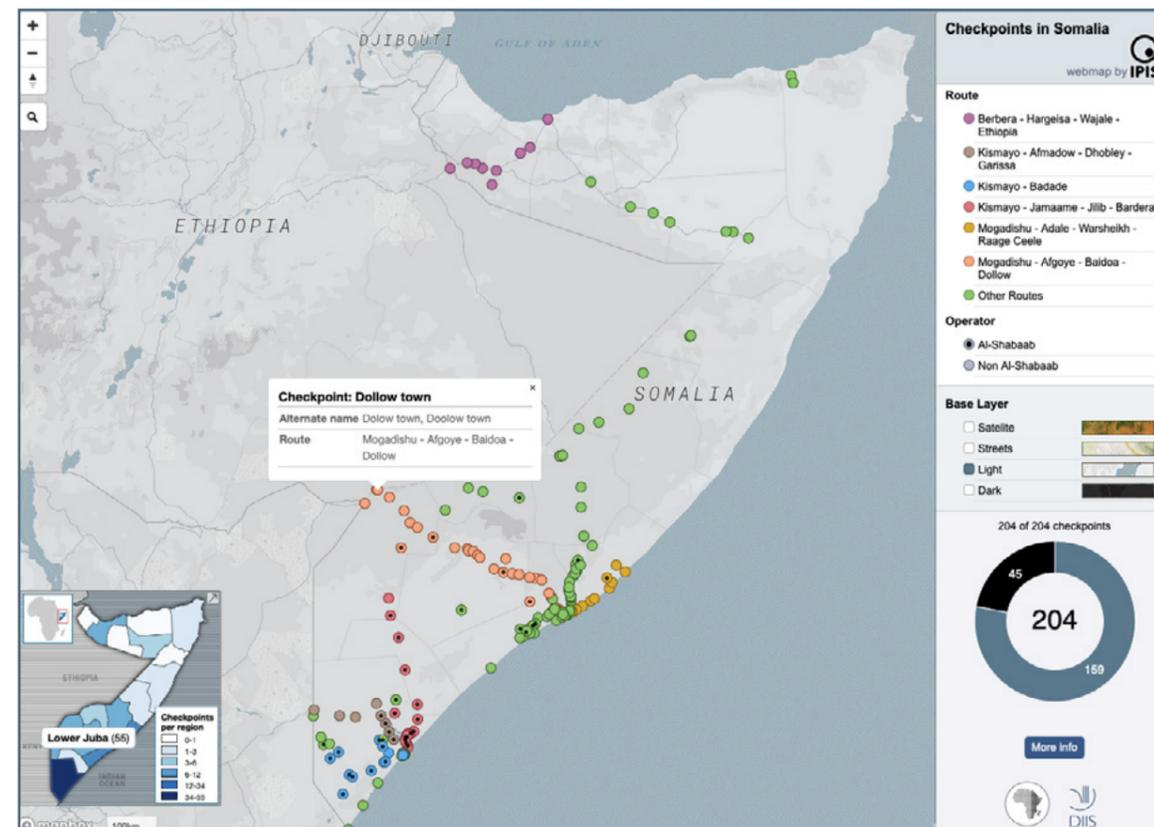 DJIBOUTI
GULF OF ADEN
ETHIOPIA
SOMALIA
Checkpoint: Dollow town
×
Alternate name Dolow town, Doolow town
Route Mogadishu - Afgoye - Baidoa -
Dollow
ETHIOPIA
Lower Juba (55)
INDIAN
OCEAN
Checkpoints
per region
0-1
1-3
3-6
6-12
12-34
mapbox
100km
Checkpoints in Somalia
webmap by IPIS
Route
Berbera - Hargeisa - Wajale -
Ethiopia
Kismayo - Afmadow - Dhobley -
Garissa
Kismayo - Badade
Kismayo - Jamaame - Jilib - Bardera
Mogadishu - Adale - Warsheikh -
Raage Ceele
Mogadishu - Afgoye - Baidoa -
Dollow
Other Routes
Operator
Al-Shabaab
Non Al-Shabaab
Base Layer
Satelite
Streets
Light
Dark
204 of 204 checkpoints
45
204
159
More info
DIIS